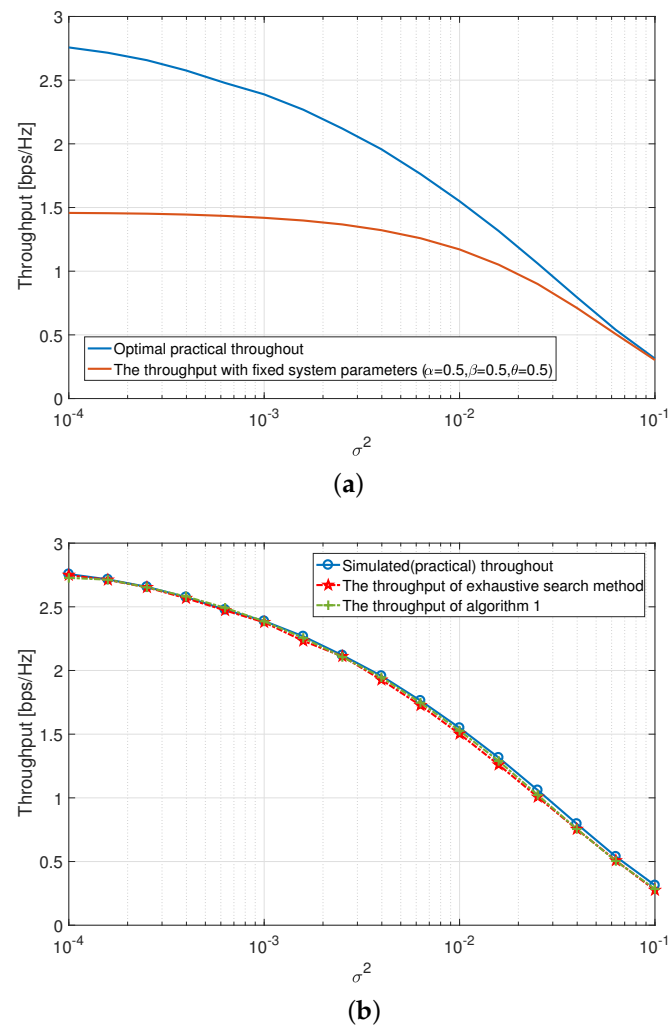 3
2.5
2
1.5
1
0.5
0
Throughput [bps/Hz]
Optimal practical throughout
The throughput with fixed system parameters (α=0.5,β=0.5,θ=0.5)
10^-4 10^-3 10^-2 10^-1
σ^2
(a)
3
2.5
2
1.5
1
0.5
0
Throughput [bps/Hz]
Simulated(practical) throughout
The throughput of exhaustive search method
The throughput of algorithm 1
10^-4 10^-3 10^-2 10^-1
σ^2
(b)